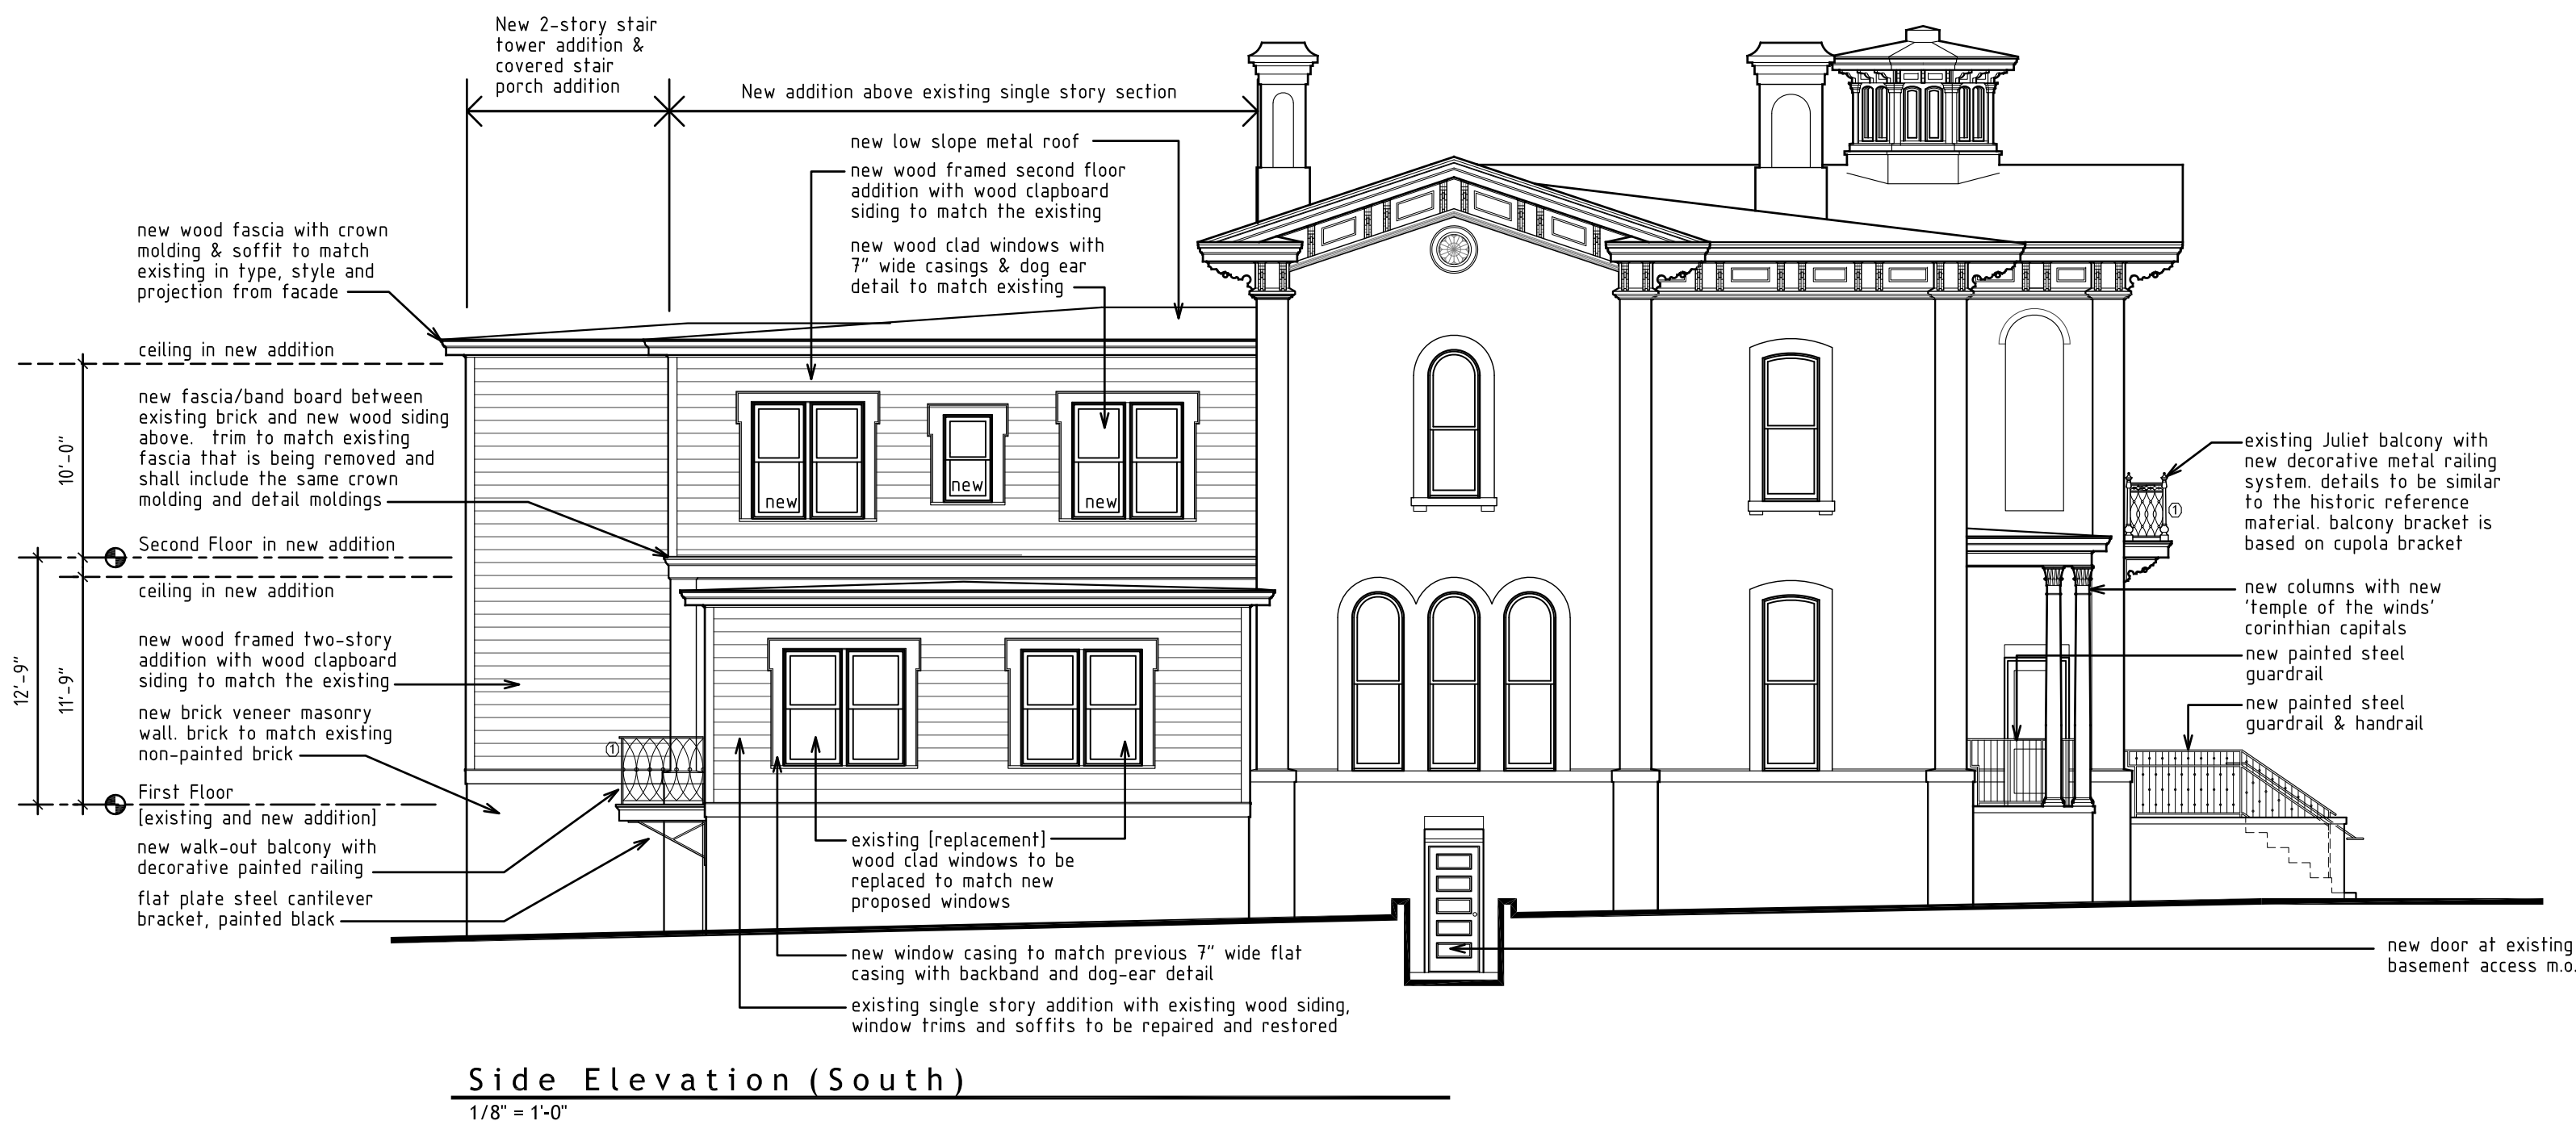 New 2-story stair
tower addition &
covered stair
porch addition
New addition above existing single story section
new low slope metal roof
new wood framed second floor
addition with wood clapboard
siding to match the existing
new wood clad windows with
7" wide casings & dog ear
detail to match existing
new wood fascia with crown
molding & soffit to match
existing in type, style and
projection from facade
ceiling in new addition
new fascia/band board between
existing brick and new wood siding
above. trim to match existing
fascia that is being removed and
shall include the same crown
molding and detail moldings
10'-0"
Second Floor in new addition
ceiling in new addition
new wood framed two-story
addition with wood clapboard
siding to match the existing
12'-9"
11'-9"
new brick veneer masonry
wall. brick to match existing
non-painted brick
First Floor
[existing and new addition]
new walk-out balcony with
decorative painted railing
flat plate steel cantilever
bracket, painted black
new
new
new
1
existing [replacement]
wood clad windows to be
replaced to match new
proposed windows
new window casing to match previous 7" wide flat
casing with backband and dog-ear detail
existing single story addition with existing wood siding,
window trims and soffits to be repaired and restored
existing Juliet balcony with
new decorative metal railing
system. details to be similar
to the historic reference
material. balcony bracket is
based on cupola bracket
1
new columns with new
'temple of the winds'
corinthian capitals
new painted steel
guardrail
new painted steel
guardrail & handrail
new door at existing
basement access m.o.
Side Elevation (South)
1/8" = 1'-0"